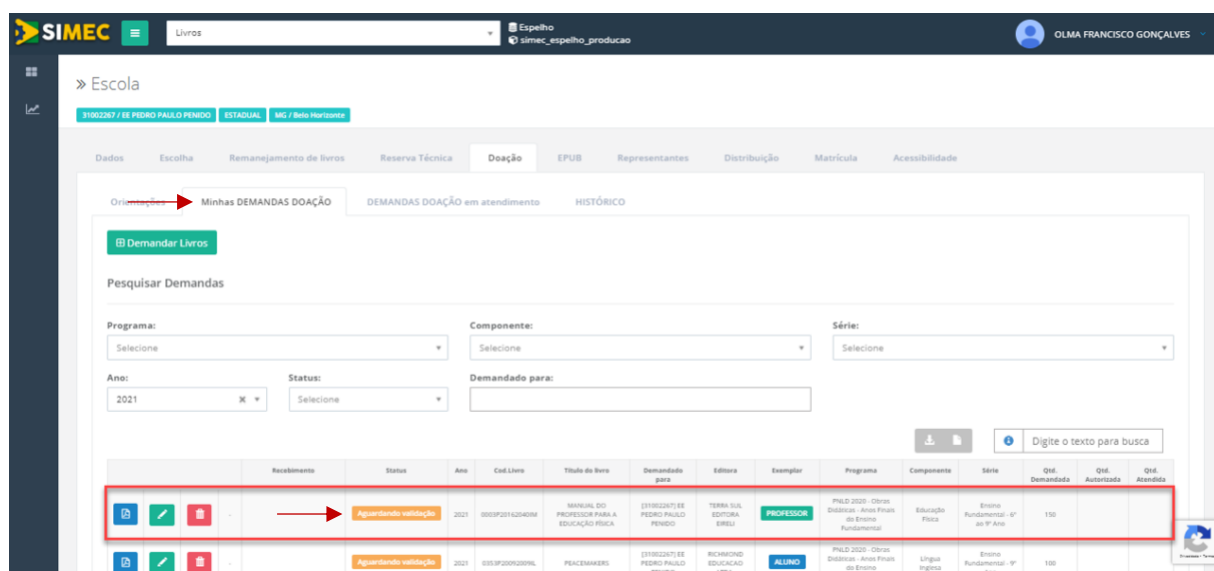 SIMEC
Livros
Espelho
simec_espelho_producao
OLMA FRANCISCO GONÇALVES
» Escola
31002267 / EE PEDRO PAULO PENIDO ESTADUAL MG / Belo Horizonte
Dados Escolha Remanejamento de livros Reserva Técnica Doação EPUB Representantes Distribuição Matrícula Acessibilidade
Orientações Minhas DEMANDAS DOAÇÃO DEMANDAS DOAÇÃO em atendimento HISTÓRICO
Demandar Livros
Pesquisar Demandas
Programa: Componente: Série:
Selecione Selecione Selecione
Ano: Status: Demandado para:
2021 Selecione
Digite o texto para busca
Recebimento Status Ano Cod.Livro Título do livro Demandado Editora Exemplar Programa Componente Série Qtd. Qtd. Qtd.
para Demandada Autorizada Atendida
MANUAL DO [31002267] EE TERRA SUL PNLD 2020 - Obras Ensino
- Aguardando validação 2021 PROFESSOR PARA A PEDRO PAULO EDITORA PROFESSOR Didáticas - Anos Finais Educação Fundamental - 6º 150
EDUCAÇÃO FÍSICA PENIDO EIRELI do Ensino Física ao 9º Ano
Fundamental
[31002267] EE RICHMOND PNLD 2020 - Obras Ensino
- Aguardando validação 2021 PEACEMAKERS PEDRO PAULO EDUCACAO ALUNO Didáticas - Anos Finais Língua Fundamental - 9º 100
do Ensino Inglesa